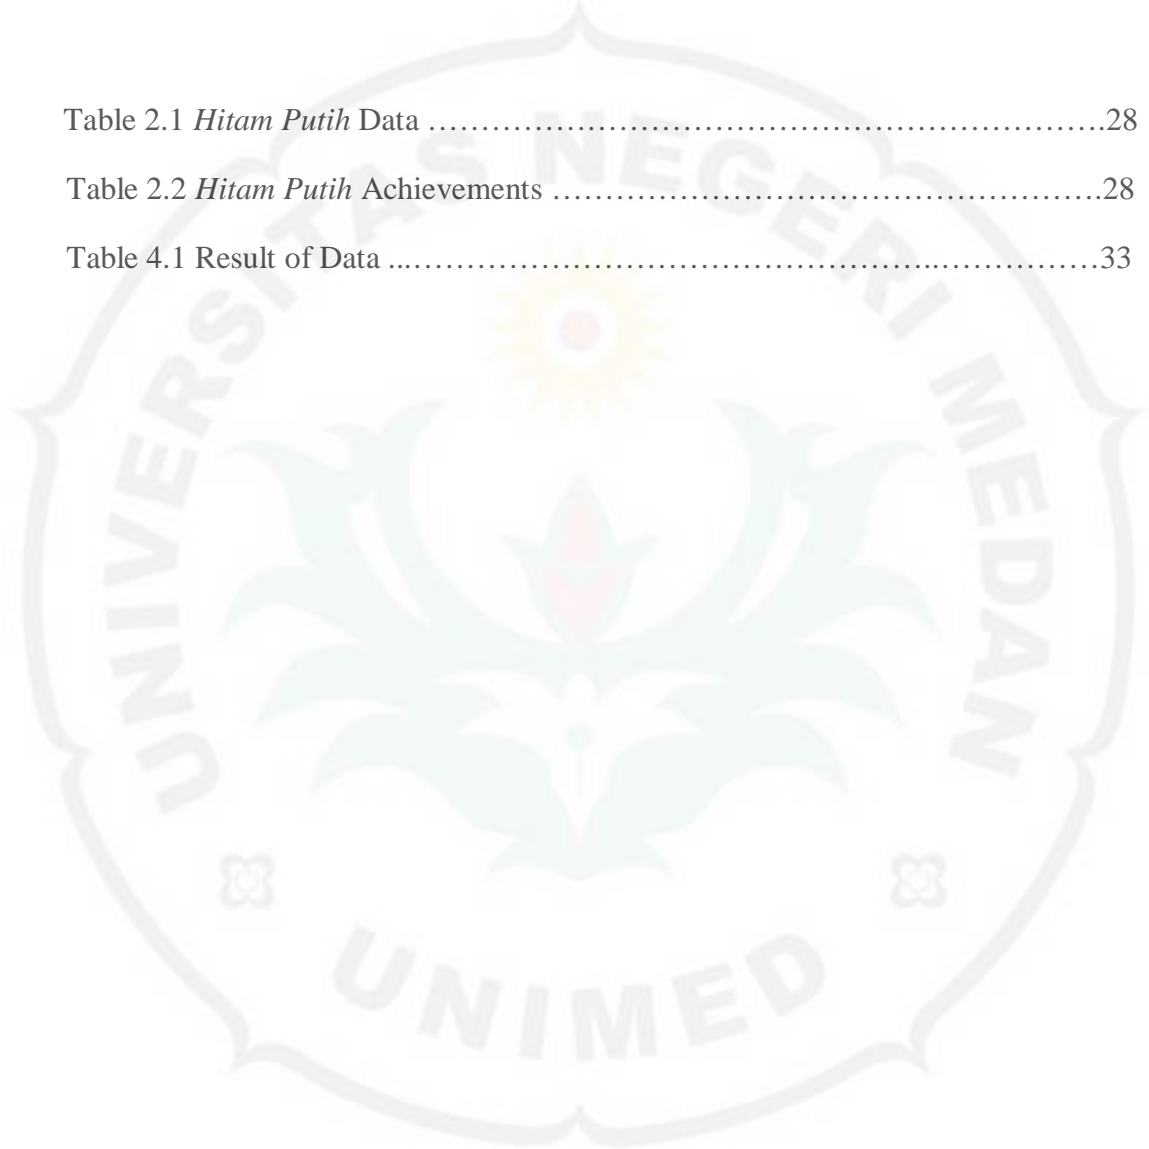 Table 2.1 Hitam Putih Data ……………………………………………………….28
Table 2.2 Hitam Putih Achievements …………………………………………….28
Table 4.1 Result of Data ...…………………………………………..……………33
UNIVERSITAS NEGERI MEDAN
UNIMED